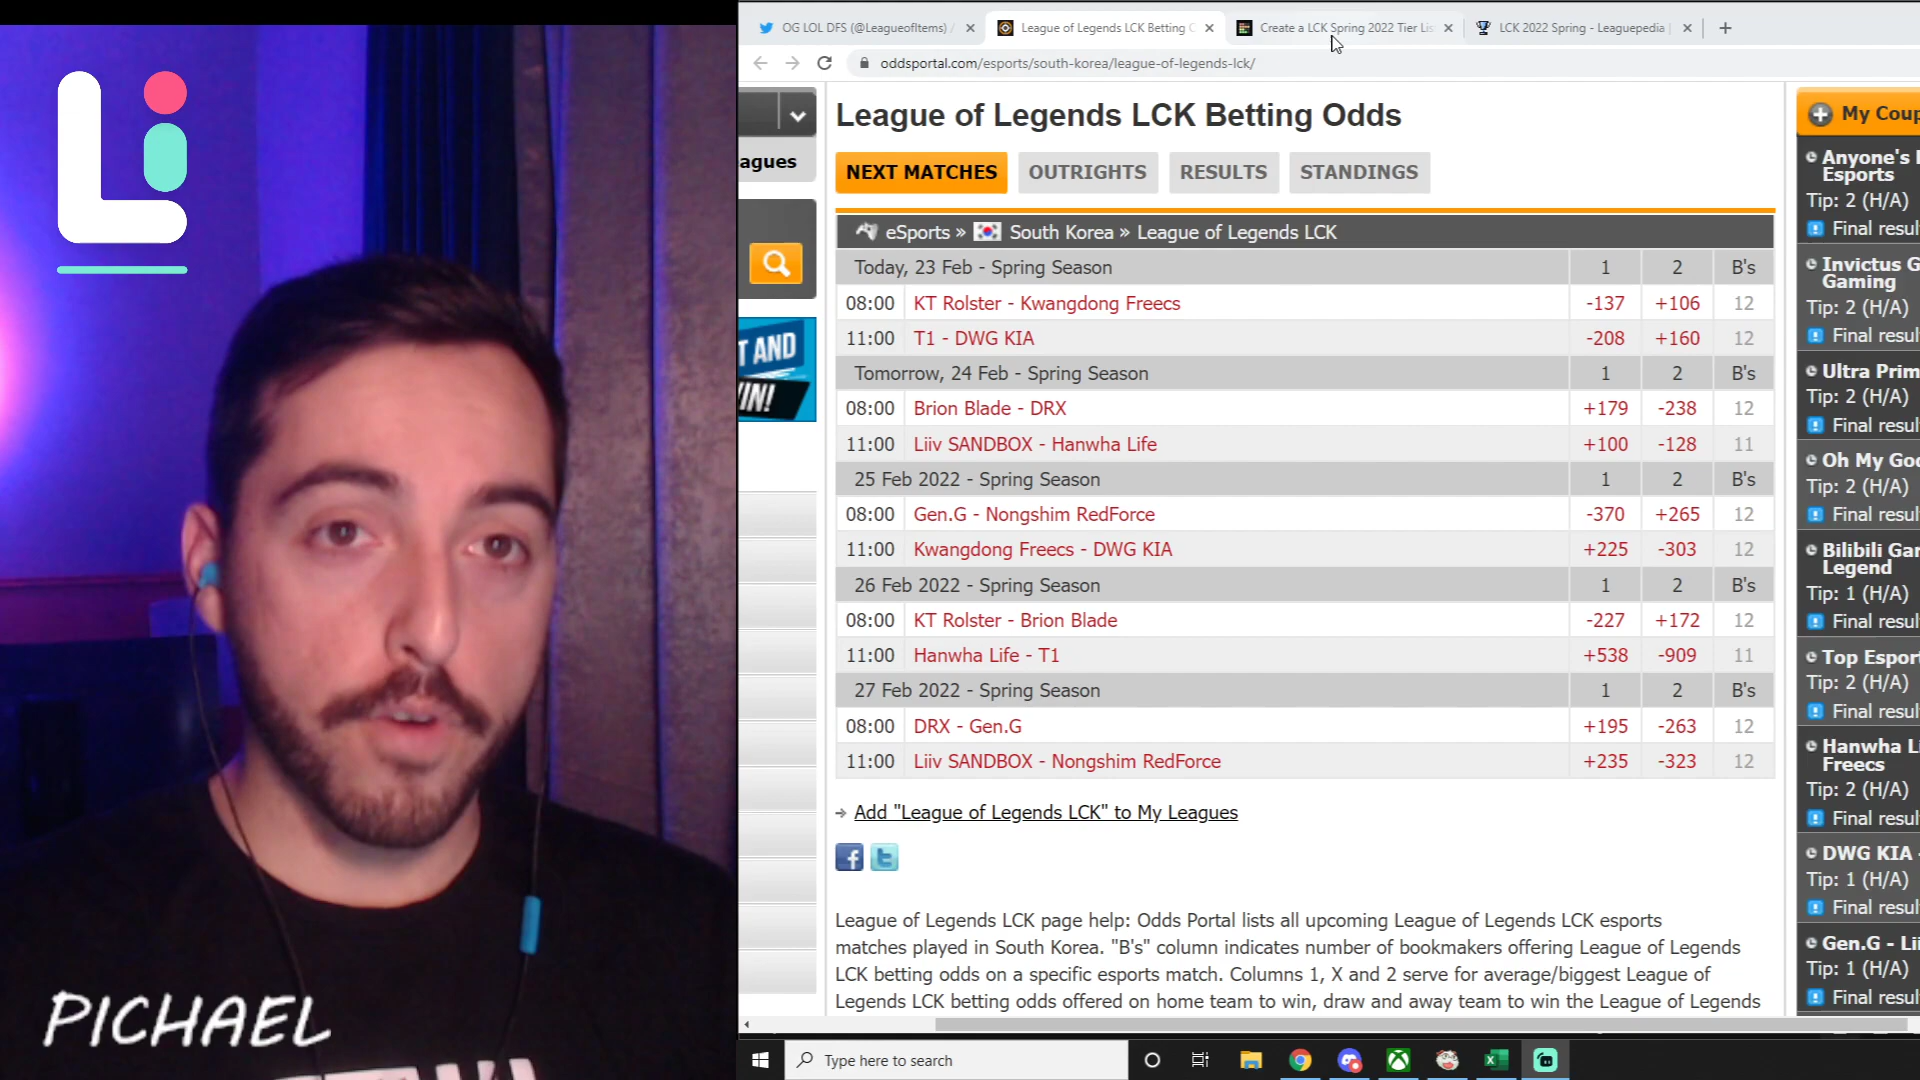 OG LOL DFS (@LeagueofItems) /
League of Legends LCK Betting O
Create a LCK Spring 2022 Tier Lis
LCK 2022 Spring - Leaguepedia |
oddsportal.com/esports/south-korea/league-of-legends-lck/
Li
agues
T AND
IN!
League of Legends LCK Betting Odds
NEXT MATCHES OUTRIGHTS RESULTS STANDINGS
eSports » South Korea » League of Legends LCK
Today, 23 Feb - Spring Season 1 2 B's
08:00 KT Rolster - Kwangdong Freecs -137 +106 12
11:00 T1 - DWG KIA -208 +160 12
Tomorrow, 24 Feb - Spring Season 1 2 B's
08:00 Brion Blade - DRX +179 -238 12
11:00 Liiv SANDBOX - Hanwha Life +100 -128 11
25 Feb 2022 - Spring Season 1 2 B's
08:00 Gen.G - Nongshim RedForce -370 +265 12
11:00 Kwangdong Freecs - DWG KIA +225 -303 12
26 Feb 2022 - Spring Season 1 2 B's
08:00 KT Rolster - Brion Blade -227 +172 12
11:00 Hanwha Life - T1 +538 -909 11
27 Feb 2022 - Spring Season 1 2 B's
08:00 DRX - Gen.G +195 -263 12
11:00 Liiv SANDBOX - Nongshim RedForce +235 -323 12
Add "League of Legends LCK" to My Leagues
League of Legends LCK page help: Odds Portal lists all upcoming League of Legends LCK esports
matches played in South Korea. "B's" column indicates number of bookmakers offering League of Legends
LCK betting odds on a specific esports match. Columns 1, X and 2 serve for average/biggest League of
Legends LCK betting odds offered on home team to win, draw and away team to win the League of Legends
My Coup
Anyone's L
Esports
Tip: 2 (H/A)
Final resul
Invictus G
Gaming
Tip: 2 (H/A)
Final resul
Ultra Prim
Tip: 2 (H/A)
Final resul
Oh My God
Tip: 2 (H/A)
Final resul
Bilibili Gar
Legend
Tip: 1 (H/A)
Final resul
Top Esport
Tip: 2 (H/A)
Final resul
Hanwha Li
Freecs
Tip: 2 (H/A)
Final resul
DWG KIA -
Tip: 1 (H/A)
Final resul
Gen.G - Lii
Tip: 1 (H/A)
Final resul
PICHAEL
Type here to search